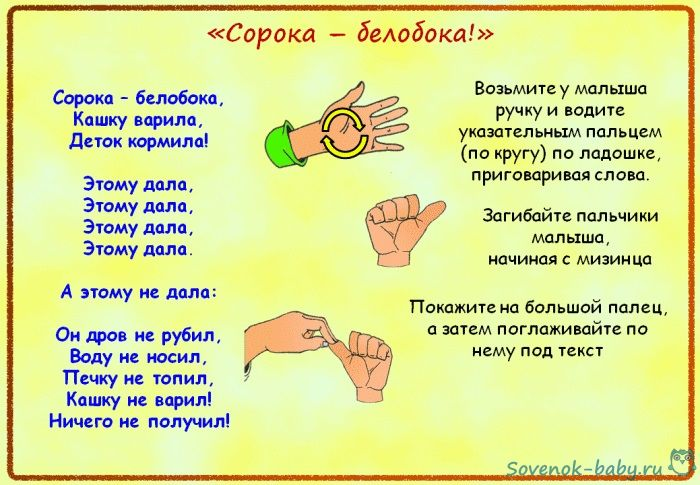 «Сорока – белобока!»
Сорока – белобока,
Кашку варила,
Деток кормила!
Этому дала,
Этому дала,
Этому дала,
Этому дала.
А этому не дала:
Он дров не рубил,
Воду не носил,
Печку не топил,
Кашку не варил!
Ничего не получил!
Возьмите у малыша
ручку и водите
указательным пальцем
(по кругу) по ладошке,
приговаривая слова.
Загибайте пальчики
малыша,
начиная с мизинца
Покажите на большой палец,
а затем поглаживайте по
нему под текст
Sovenok-baby.ru